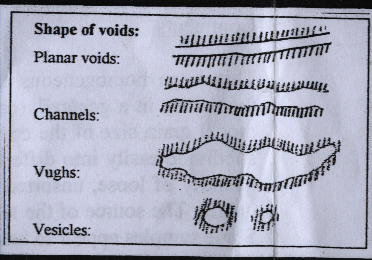 Shape of voids:
Planar voids:
Channels:
Vughs:
Vesicles: